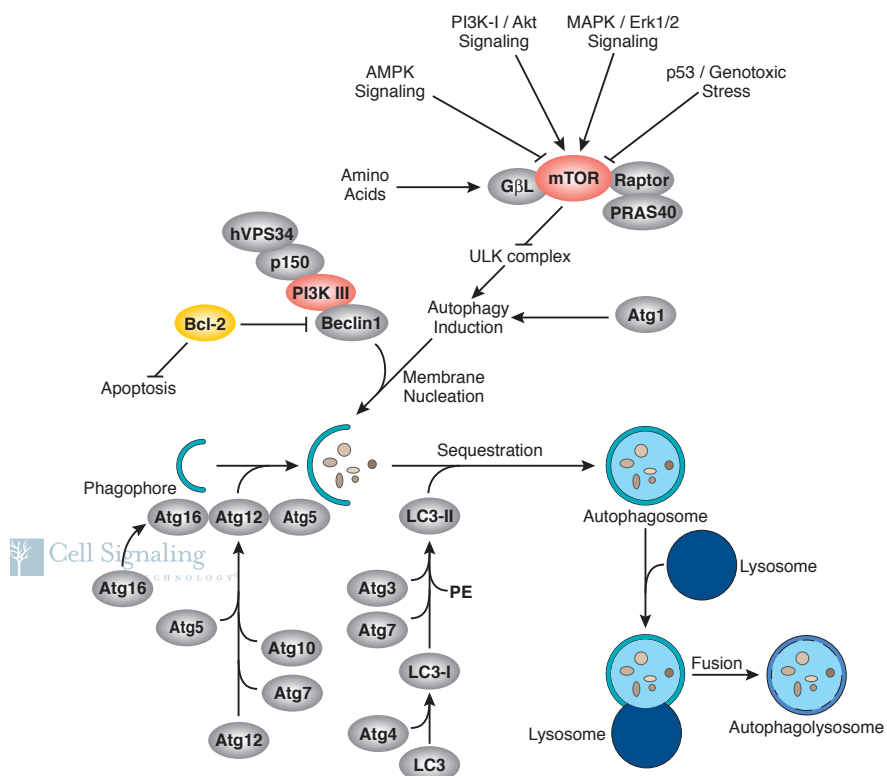 PI3K-I / Akt
Signaling
MAPK / Erk1/2
Signaling
AMPK
Signaling
p53 / Genotoxic
Stress
Amino
Acids
GβL
mTOR
Raptor
PRAS40
hVPS34
p150
PI3K III
Beclin1
Bcl-2
Apoptosis
ULK complex
Autophagy
Induction
Atg1
Membrane
Nucleation
Phagophore
Sequestration
Atg16
Atg12
Atg5
LC3-II
Autophagosome
Cell Signaling
TECHNOLOGY®
Atg16
Atg3
PE
Lysosome
Atg5
Atg7
Atg10
LC3-I
Atg7
Fusion
Atg4
Atg12
LC3
Lysosome
Autophagolysosome